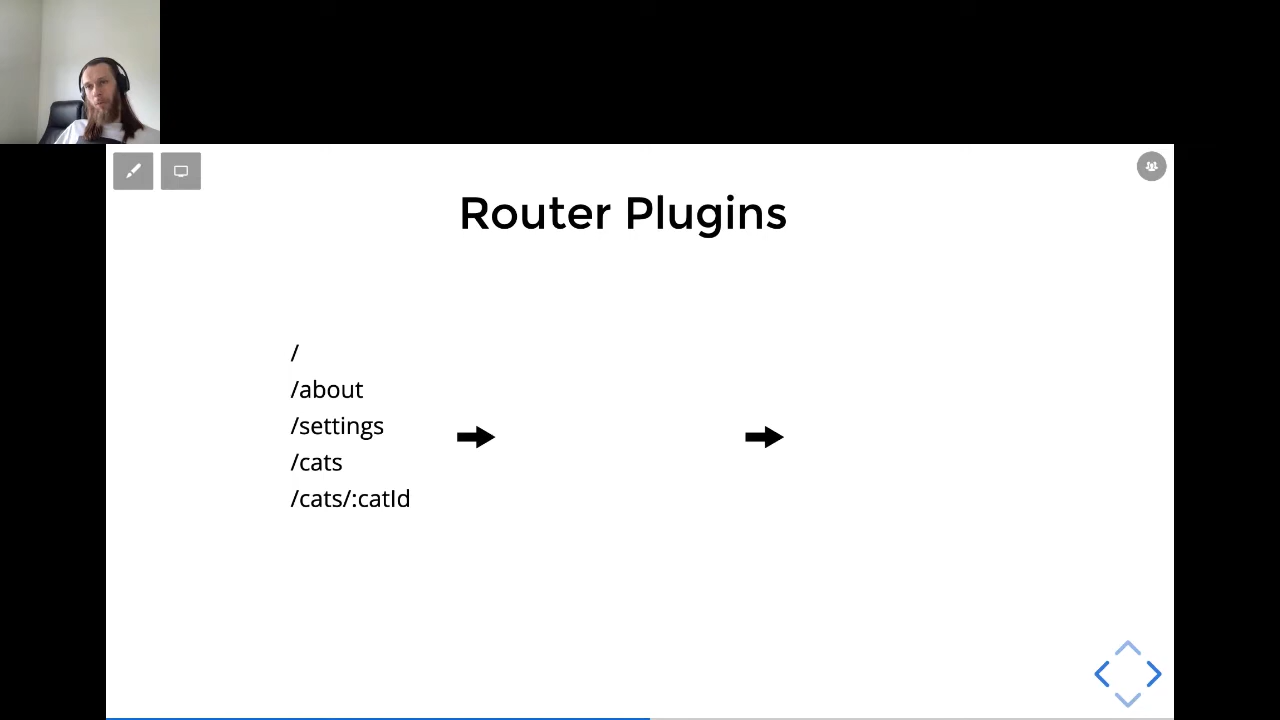 Router Plugins
/
/about
/settings
/cats
/cats/:catId